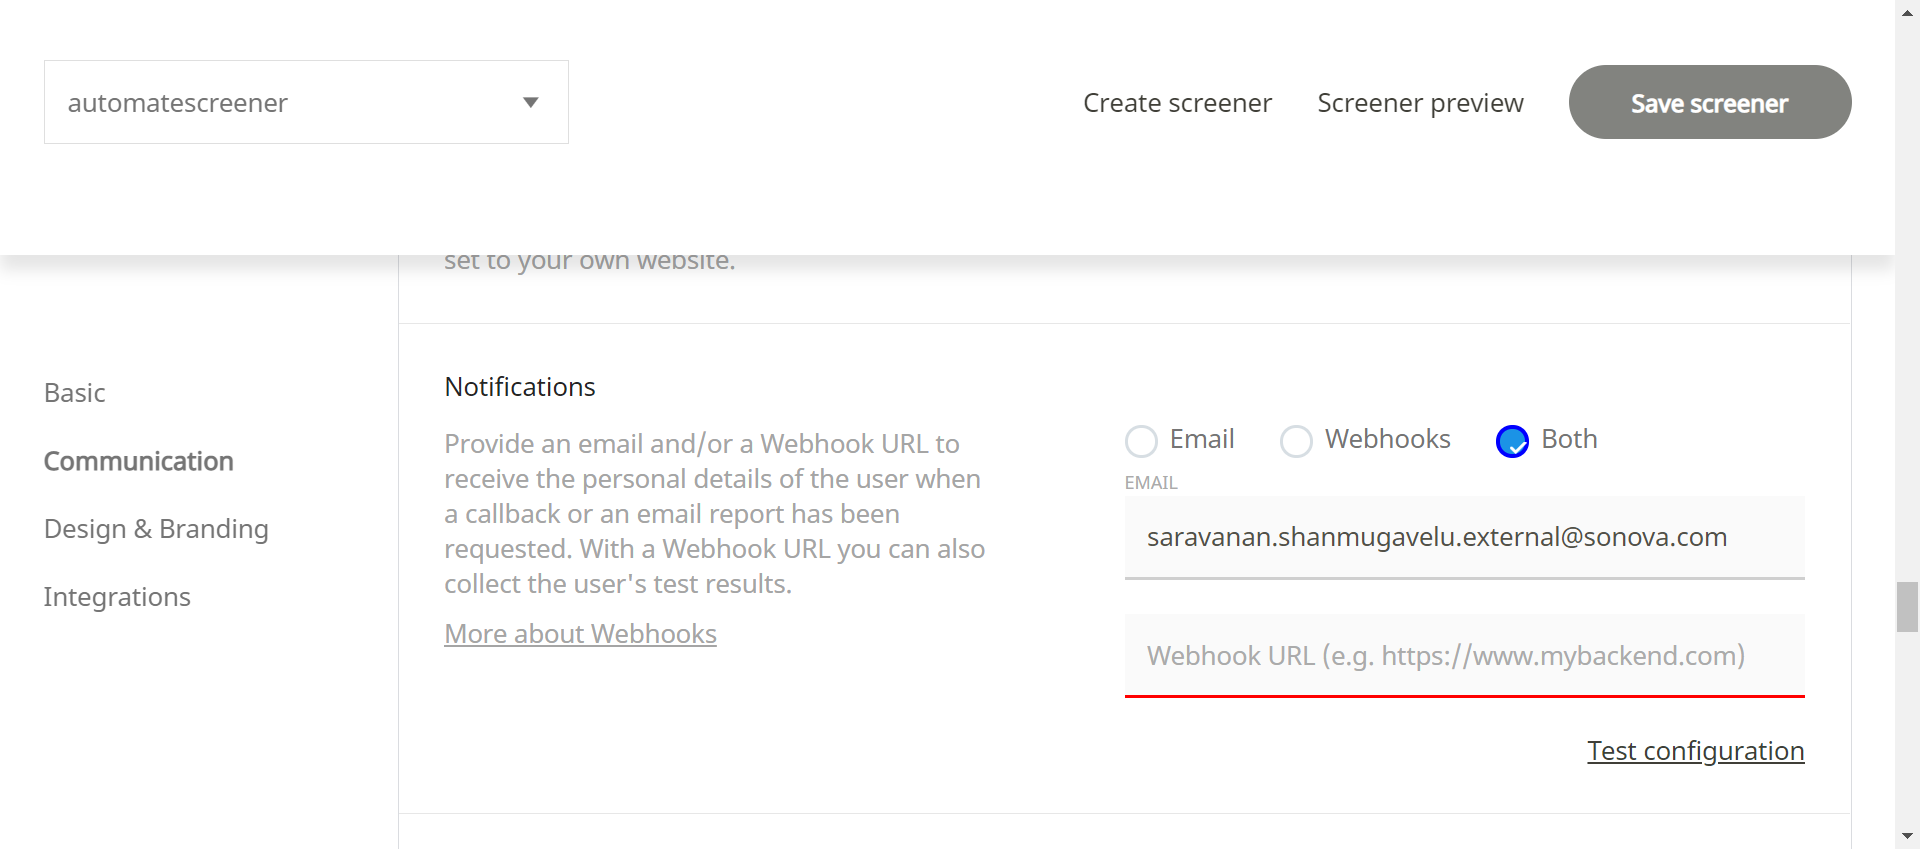 automatescreener
Create screener
Screener preview
Save screener
set to your own website.
Basic
Communication
Design & Branding
Integrations
Notifications
Provide an email and/or a Webhook URL to
receive the personal details of the user when
a callback or an email report has been
requested. With a Webhook URL you can also
collect the user's test results.
More about Webhooks
Email
Webhooks
Both
EMAIL
saravanan.shanmugavelu.external@sonova.com
Webhook URL (e.g. https://www.mybackend.com)
Test configuration